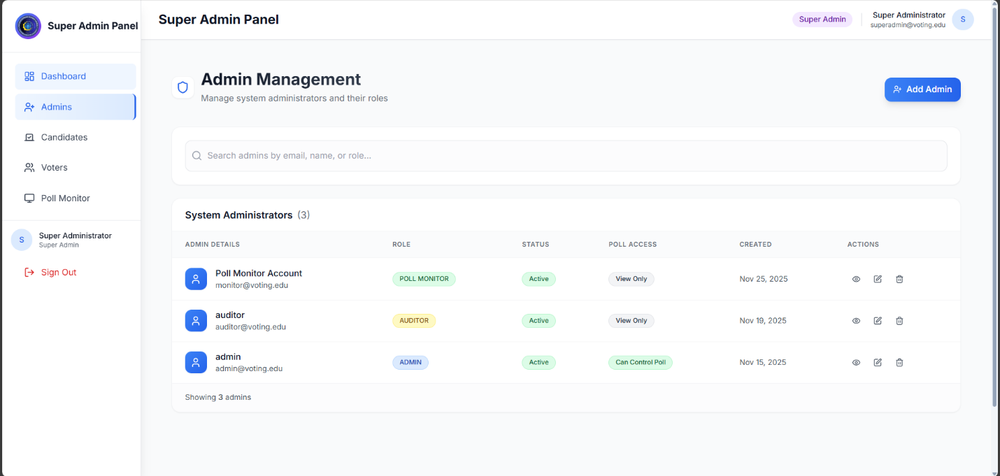 Super Admin Panel
Super Admin Panel
Super Admin
Super Administrator
superadmin@voting.edu
S
Dashboard
Admins
Candidates
Voters
Poll Monitor
S
Super Administrator
Super Admin
Sign Out
Admin Management
Manage system administrators and their roles
Add Admin
Search admins by email, name, or role...
System Administrators (3)
ADMIN DETAILS ROLE STATUS POLL ACCESS CREATED ACTIONS
Poll Monitor Account
monitor@voting.edu
POLL MONITOR Active View Only Nov 25, 2025
auditor
auditor@voting.edu
AUDITOR Active View Only Nov 19, 2025
admin
admin@voting.edu
ADMIN Active Can Control Poll Nov 15, 2025
Showing 3 admins